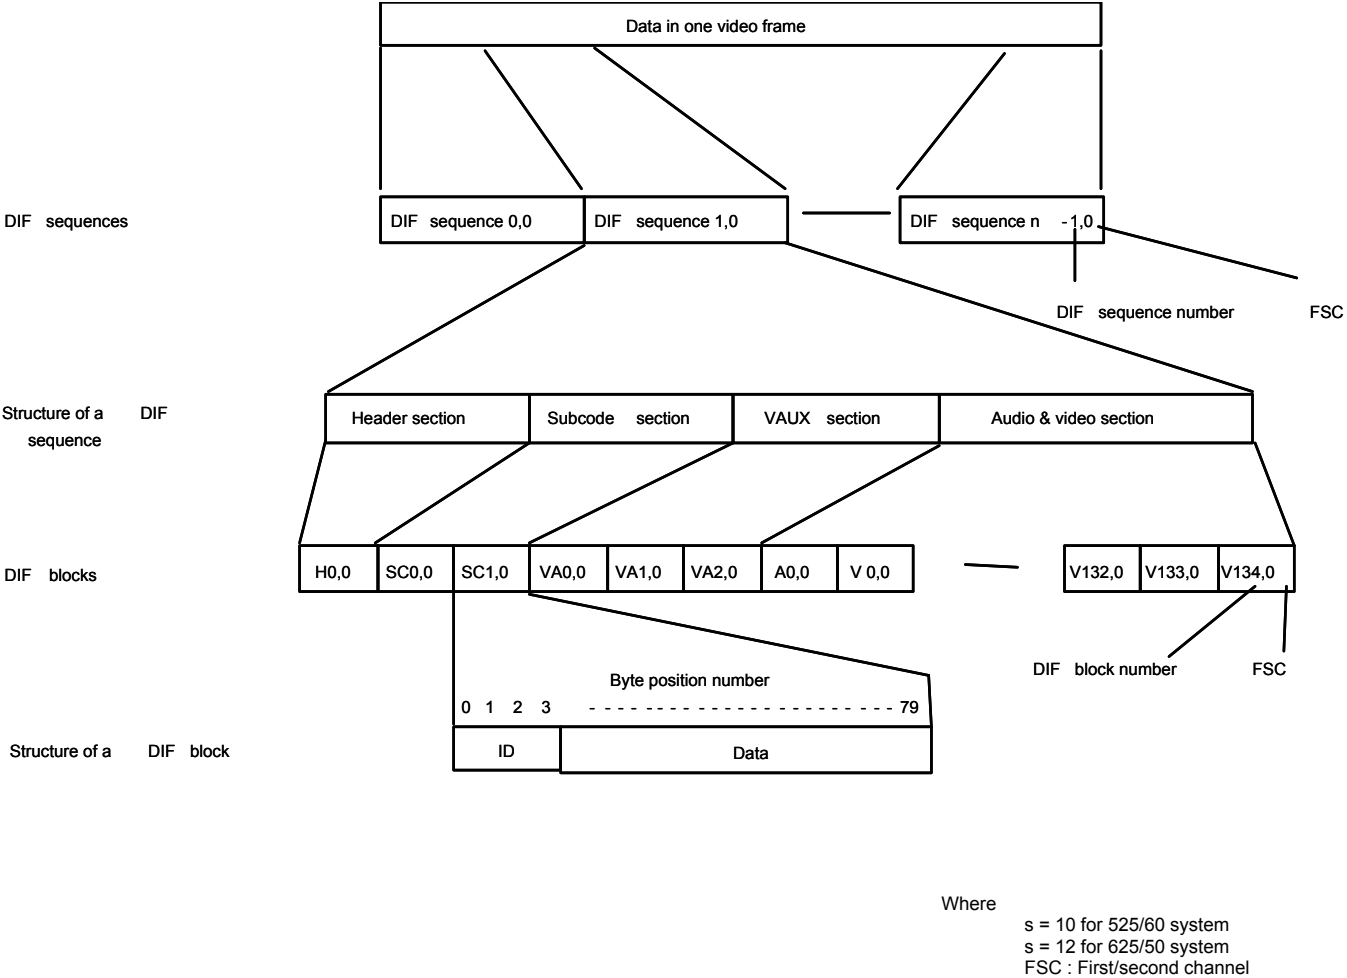 Data in one video frame
DIF sequences
DIF sequence 0,0
DIF sequence 1,0
DIF sequence n -1,0
DIF sequence number
FSC
Structure of a DIF
sequence
Header section
Subcode section
VAUX section
Audio & video section
DIF blocks
H0,0
SC0,0
SC1,0
VA0,0
VA1,0
VA2,0
A0,0
V 0,0
V132,0
V133,0
V134,0
DIF block number
FSC
Byte position number
0 1 2 3 - - - - - - - - - - - - - - - - - - - - - - - 79
Structure of a DIF block
ID
Data
Where
s = 10 for 525/60 system
s = 12 for 625/50 system
FSC : First/second channel